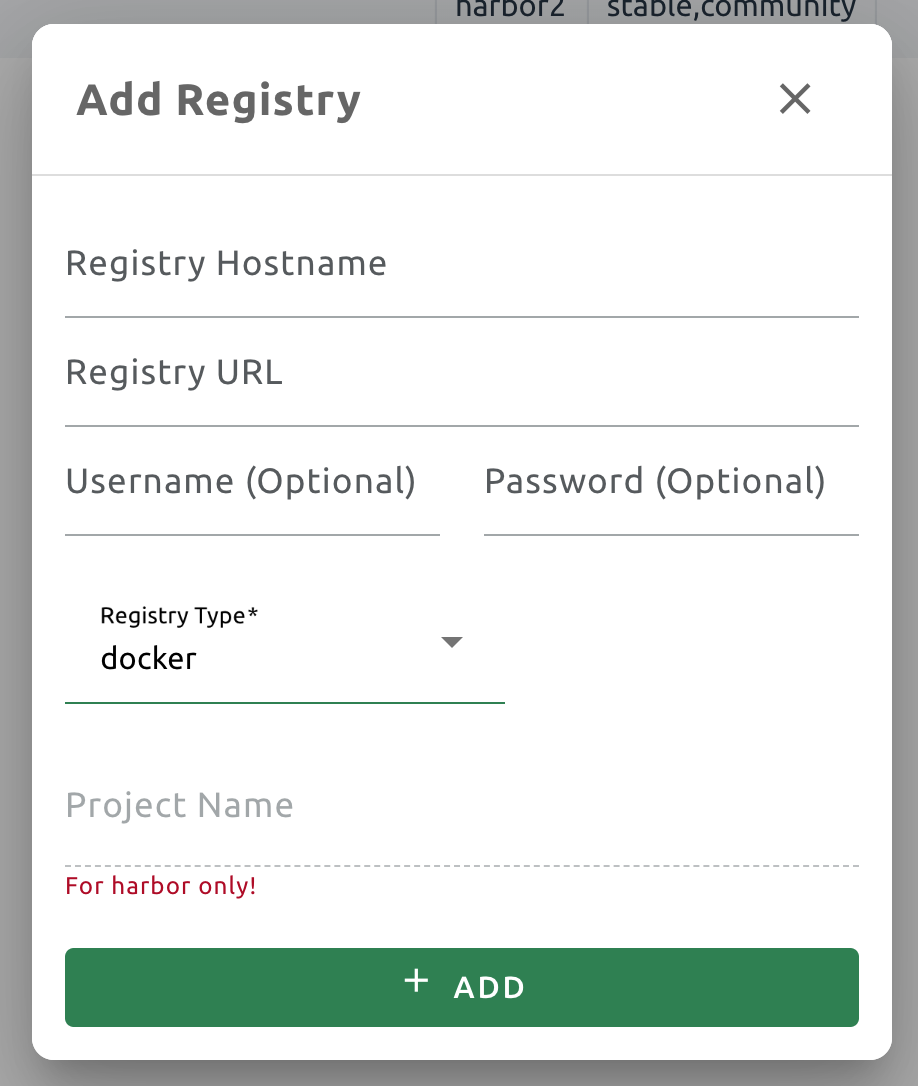 harbor2 stable,community
Add Registry
Registry Hostname
Registry URL
Username (Optional) Password (Optional)
Registry Type*
docker
Project Name
For harbor only!
+ ADD